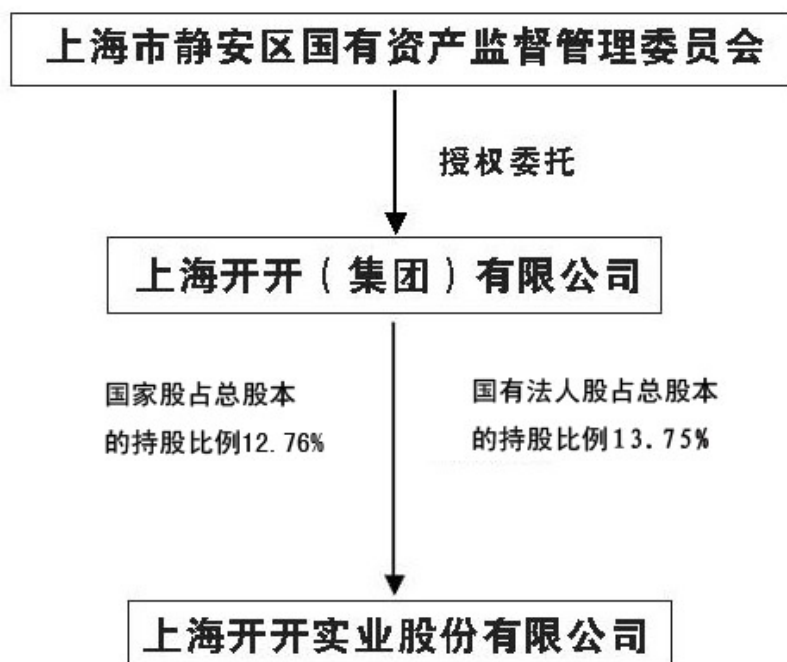 上海市静安区国有资产监督管理委员会
授权委托
上海开开（集团）有限公司
国家股占总股本
的持股比例12.76%
国有法人股占总股本
的持股比例13.75%
上海开开实业股份有限公司